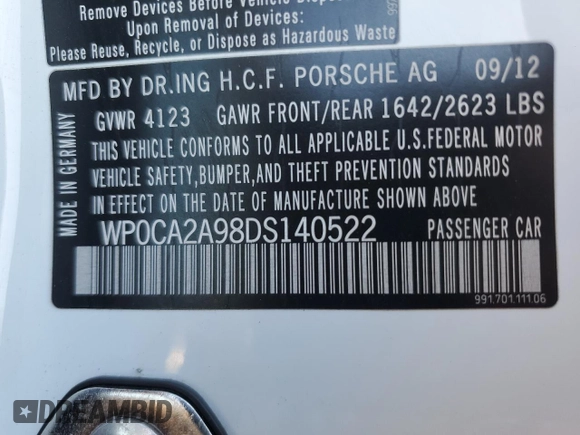 Remove Devices Before Vehicle Disposal
Upon Removal of Devices:
Please Reuse, Recycle, or Dispose as Hazardous Waste
MFD BY DR.ING H.C.F. PORSCHE AG 09/12
GVWR 4123 GAWR FRONT/REAR 1642/2623 LBS
THIS VEHICLE CONFORMS TO ALL APPLICABLE U.S.FEDERAL MOTOR
VEHICLE SAFETY,BUMPER,AND THEFT PREVENTION STANDARDS
IN EFFECT ON THE DATE OF MANUFACTURE SHOWN ABOVE.
WP0CA2A98DS140522 PASSENGER CAR
MADE IN GERMANY
991.701.111.06
DREAMBID